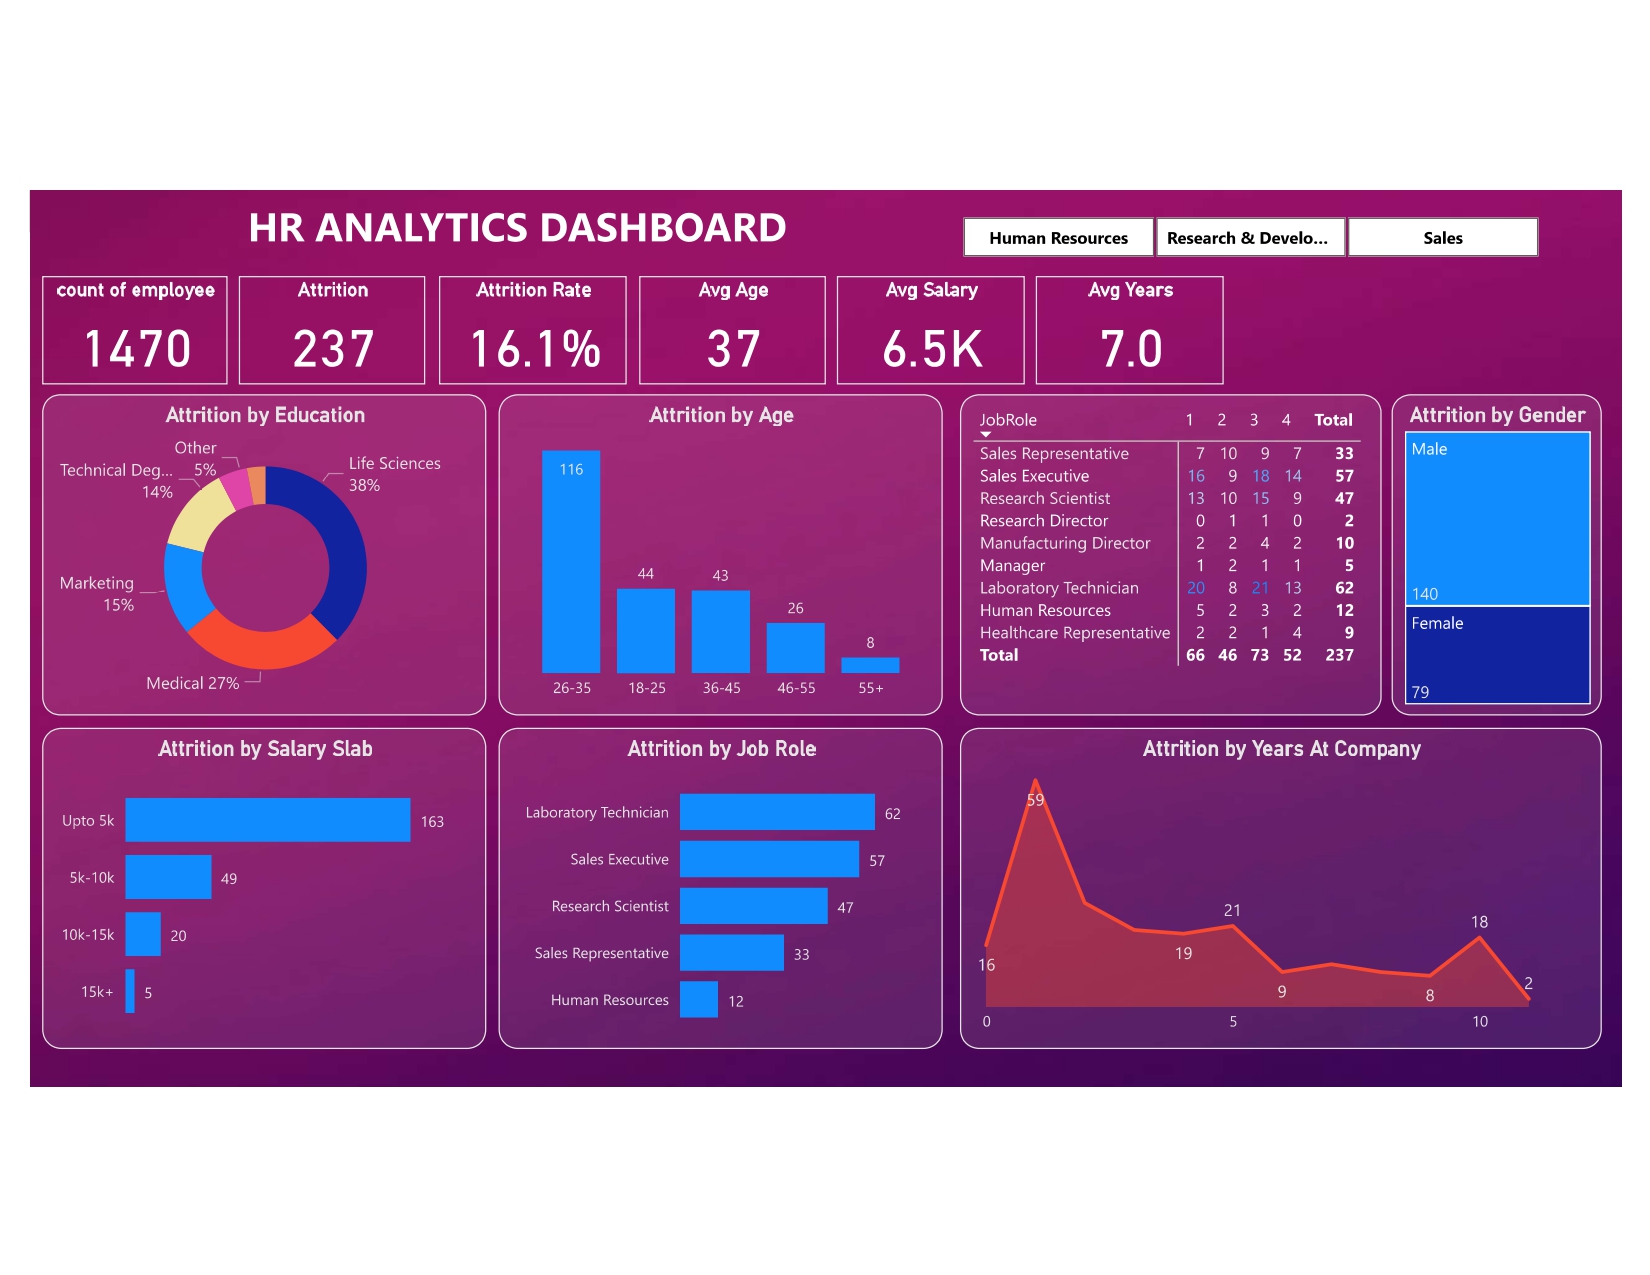 HR ANALYTICS DASHBOARD
Human Resources
Research & Develo...
Sales
count of employee
1470
Attrition
237
Attrition Rate
16.1%
Avg Age
37
Avg Salary
6.5K
Avg Years
7.0
Attrition by Education
Other
5%
Technical Deg...
14%
Life Sciences
38%
Marketing
15%
Medical 27%
Attrition by Age
116
44
43
26
8
26-35 18-25 36-45 46-55 55+
JobRole 1 2 3 4 Total
Sales Representative 7 10 9 7 33
Sales Executive 16 9 18 14 57
Research Scientist 13 10 15 9 47
Research Director 0 1 1 0 2
Manufacturing Director 2 2 4 2 10
Manager 1 2 1 1 5
Laboratory Technician 20 8 21 13 62
Human Resources 5 2 3 2 12
Healthcare Representative 2 2 1 4 9
Total 66 46 73 52 237
Attrition by Gender
Male
140
Female
79
Attrition by Salary Slab
Upto 5k 163
5k-10k 49
10k-15k 20
15k+ 5
Attrition by Job Role
Laboratory Technician 62
Sales Executive 57
Research Scientist 47
Sales Representative 33
Human Resources 12
Attrition by Years At Company
59
16
19
21
9
8
18
2
0 5 10